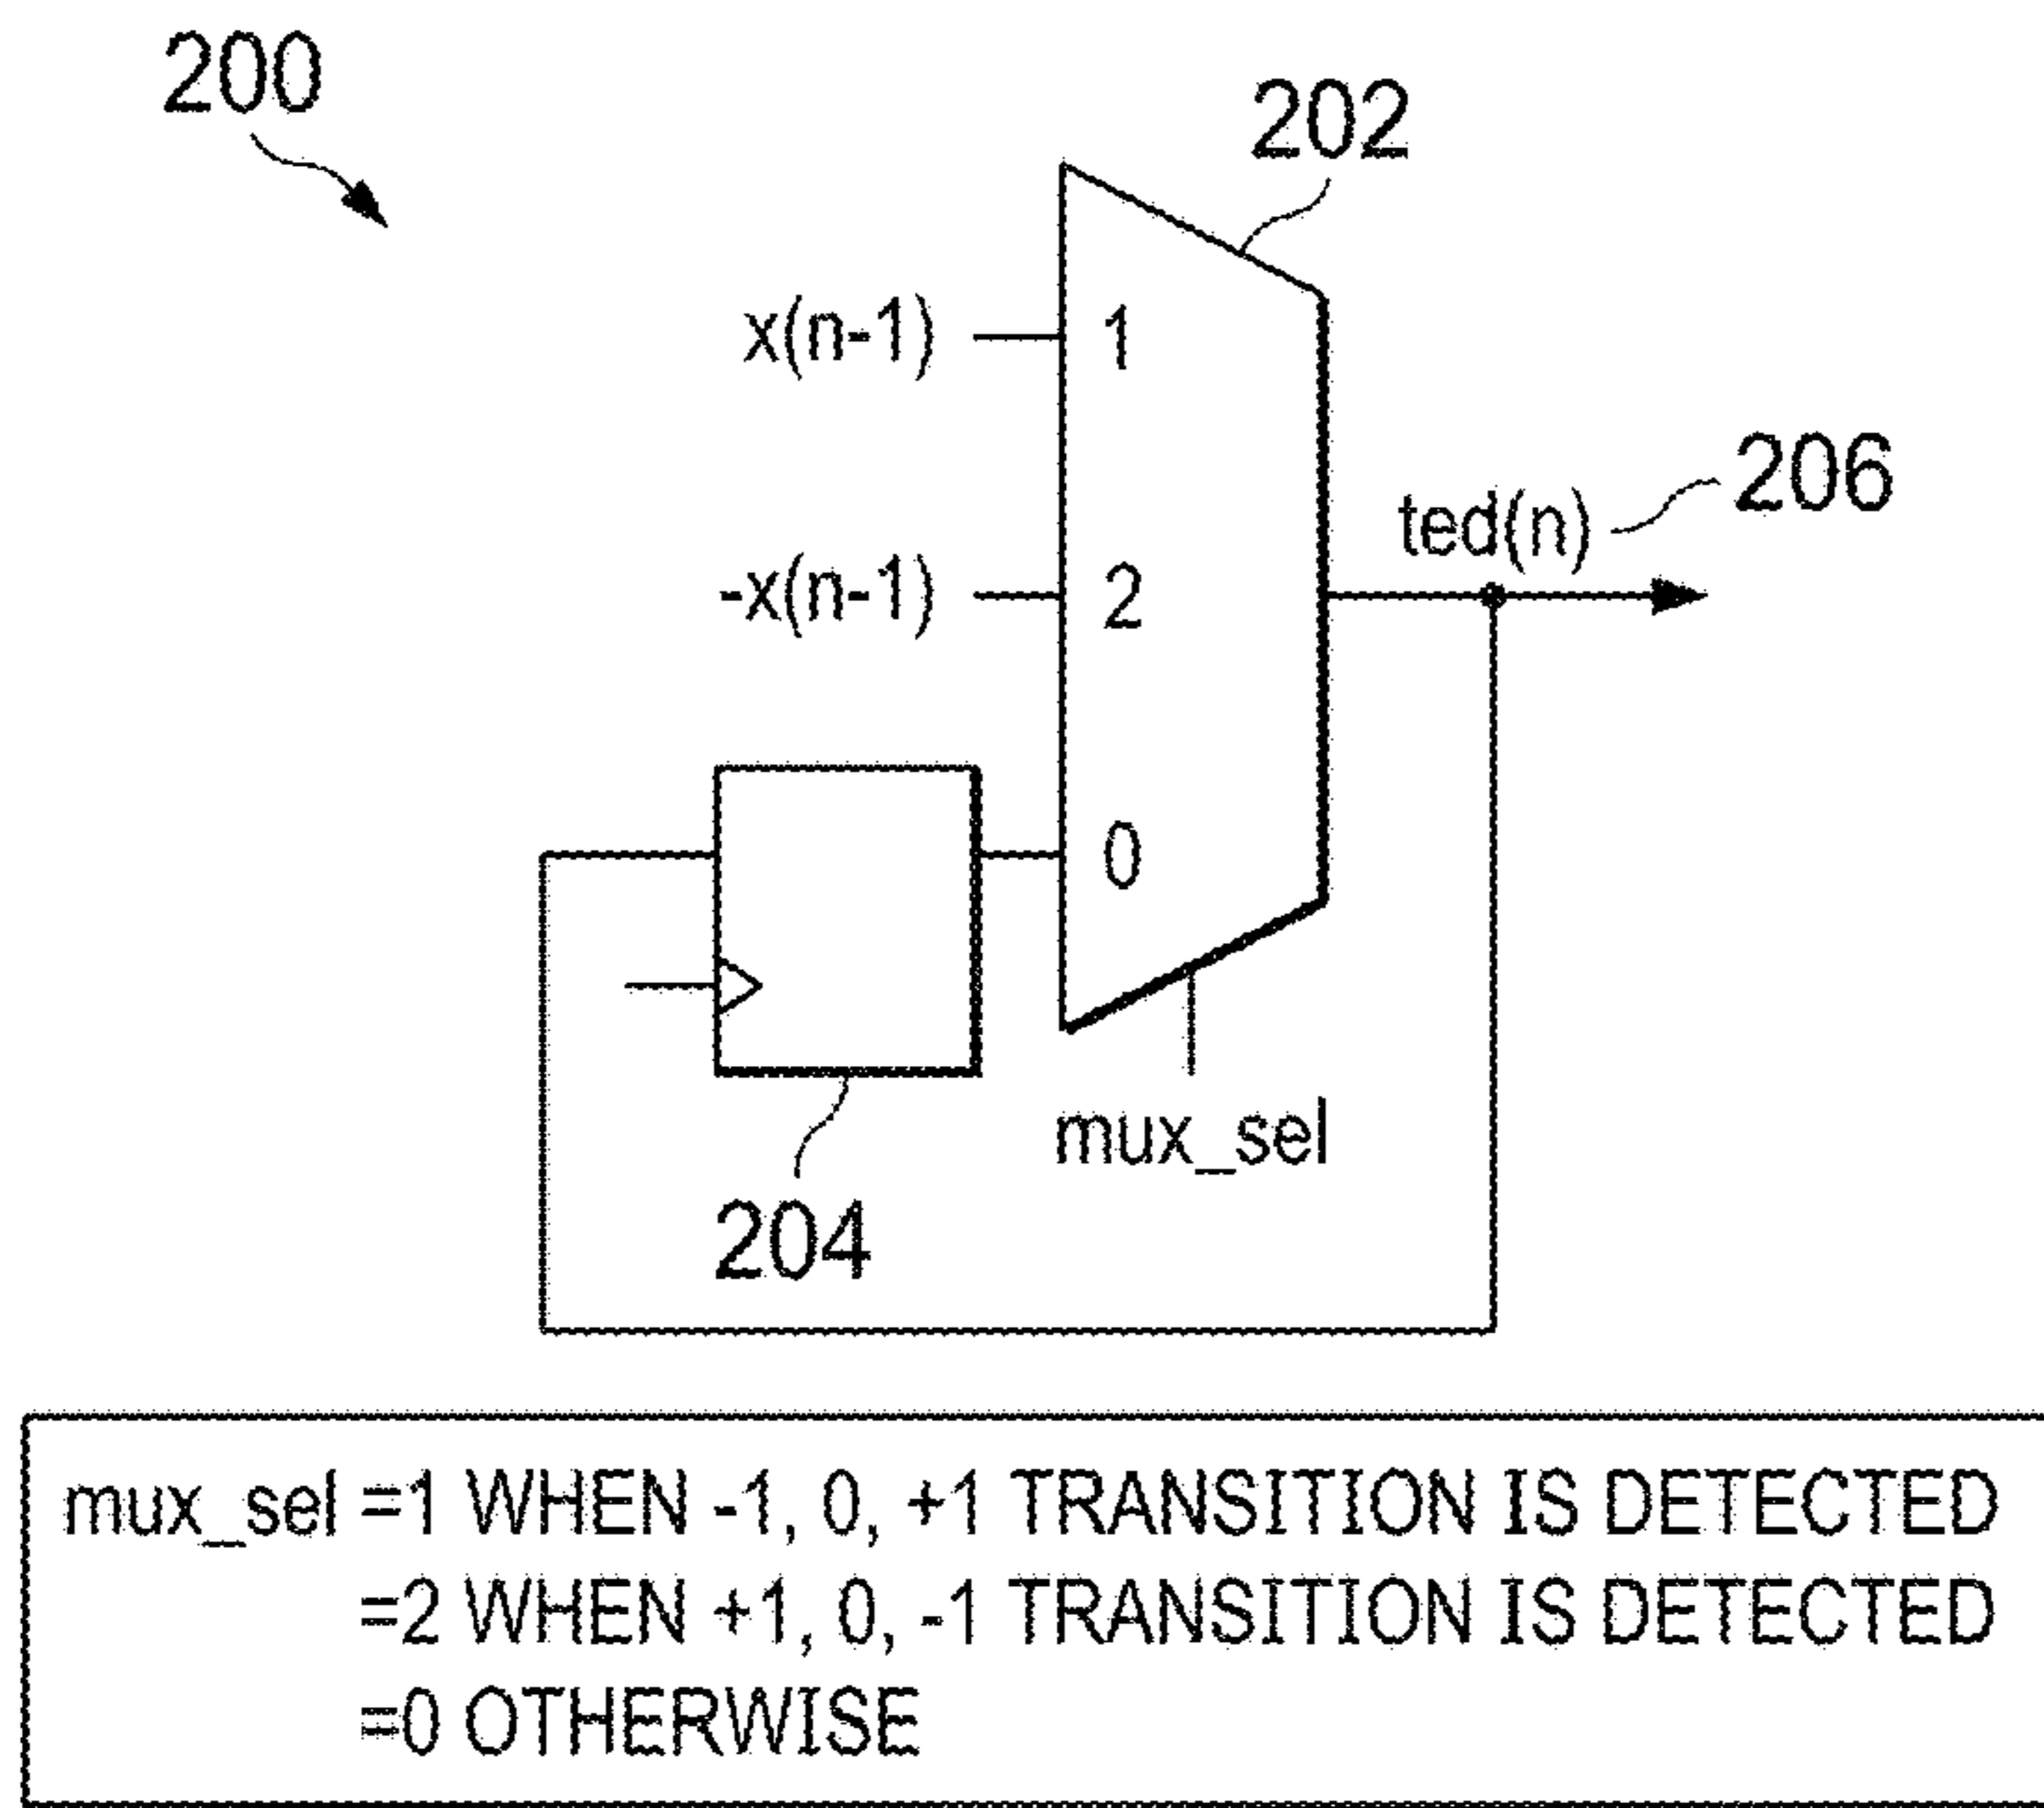 200
202
x(n-1)
1
206
ted(n)
-x(n-1)
2
0
mux_sel
204
mux_sel =1 WHEN -1, 0, +1 TRANSITION IS DETECTED
=2 WHEN +1, 0, -1 TRANSITION IS DETECTED
=0 OTHERWISE